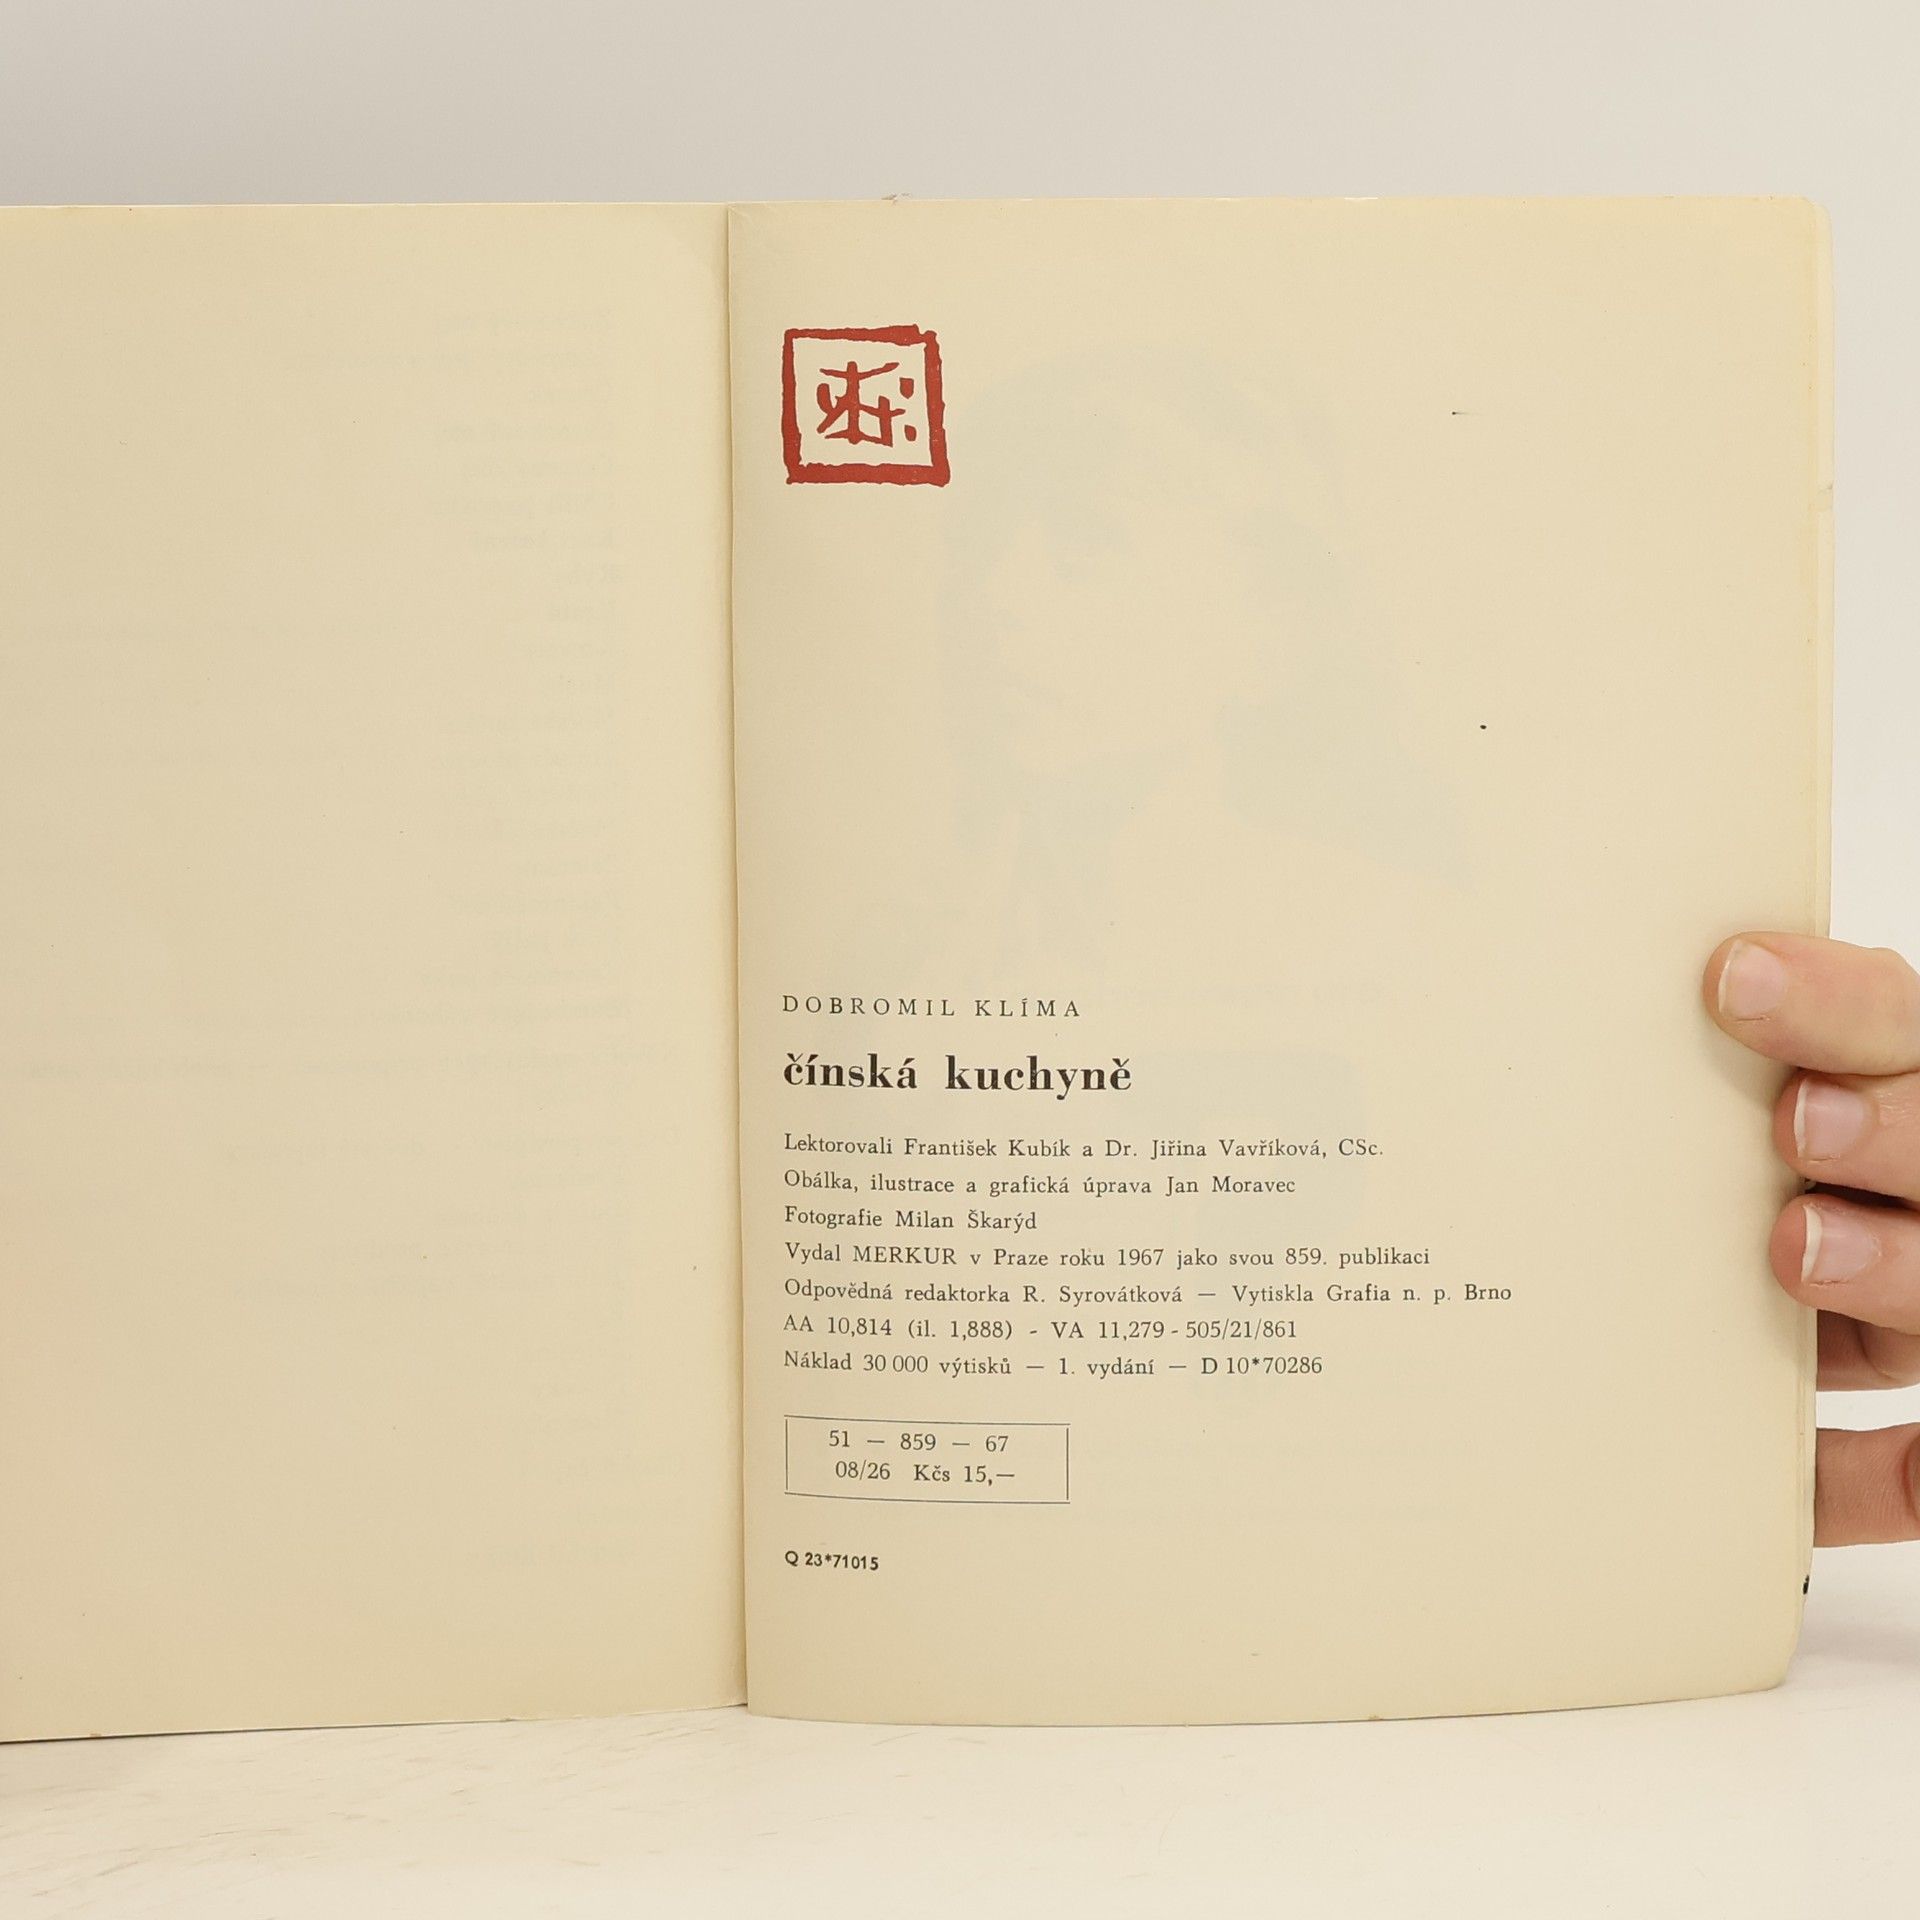 DOBROMIL KLÍMA
čínská kuchyně
Lektorovali František Kubík a Dr. Jiřina Vavříková, CSc.
Obálka, ilustrace a grafická úprava Jan Moravec
Fotografie Milan Škarýd
Vydal MERKUR v Praze roku 1967 jako svou 859. publikaci
Odpovědná redaktorka R. Syrovátková — Vytiskla Grafia n. p. Brno
AA 10,814 (il. 1,888) - VA 11,279 - 505/21/861
Náklad 30 000 výtisků — 1. vydání — D 10*70286
51 — 859 — 67
08/26 Kčs 15,—
Q 23*71015